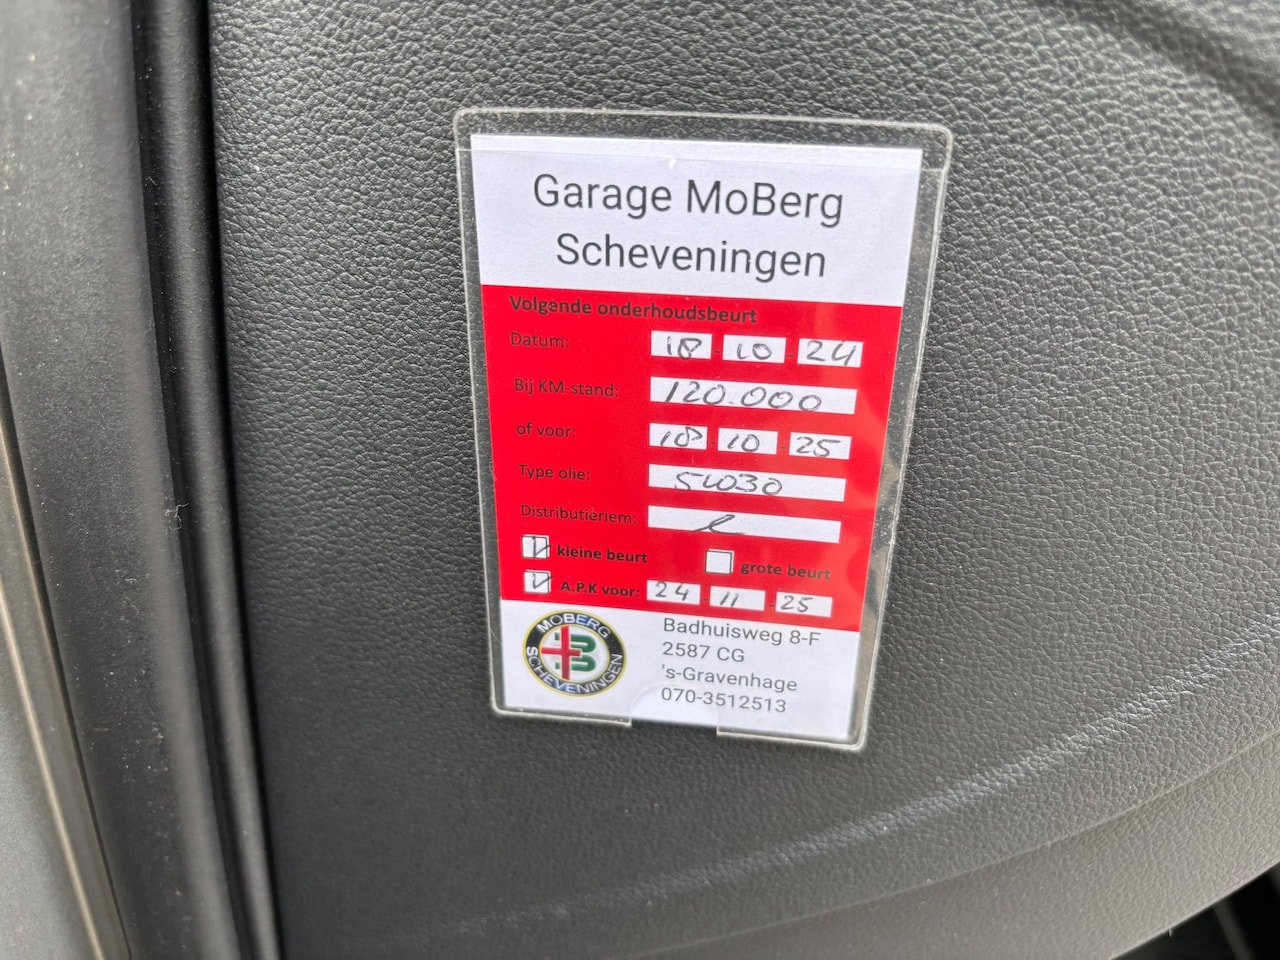 Garage MoBerg
Scheveningen
Volgende onderhoudsbeurt
Datum: 18 - 10 - 24
Bij KM-stand: 120.000
of voor: 18 - 10 - 25
Type olie: 5W30
Distributieriem:
kleine beurt grote beurt
A.P.K voor: 24 - 11 - 25
MOBERG
SCHEVENINGEN
Badhuisweg 8-F
2587 CG
's-Gravenhage
070-3512513